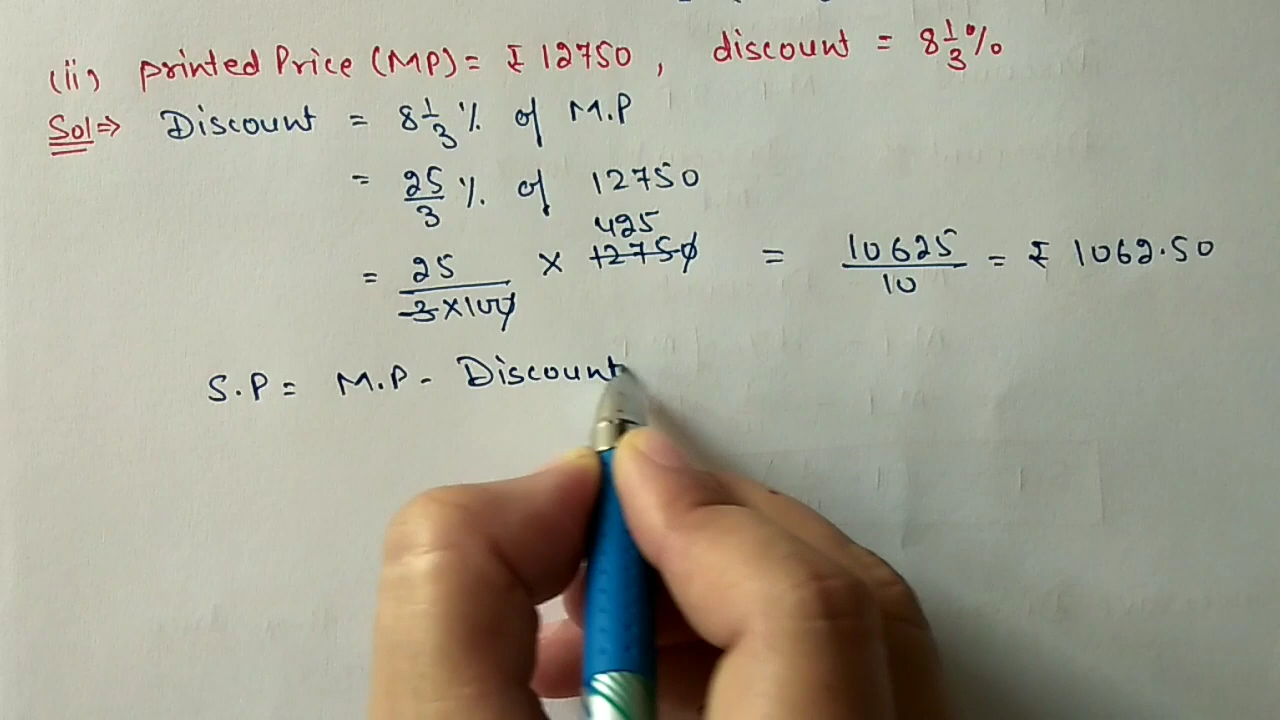 (ii) printed Price (MP) = ₹ 12750, discount = 8 1/3 %
Sol ⇒ Discount = 8 1/3 % of M.P
= 25/3 % of 12750
425
= 25/3×100 × 12750 = 10625/10 = ₹ 1062.50
S.P = M.P - Discount